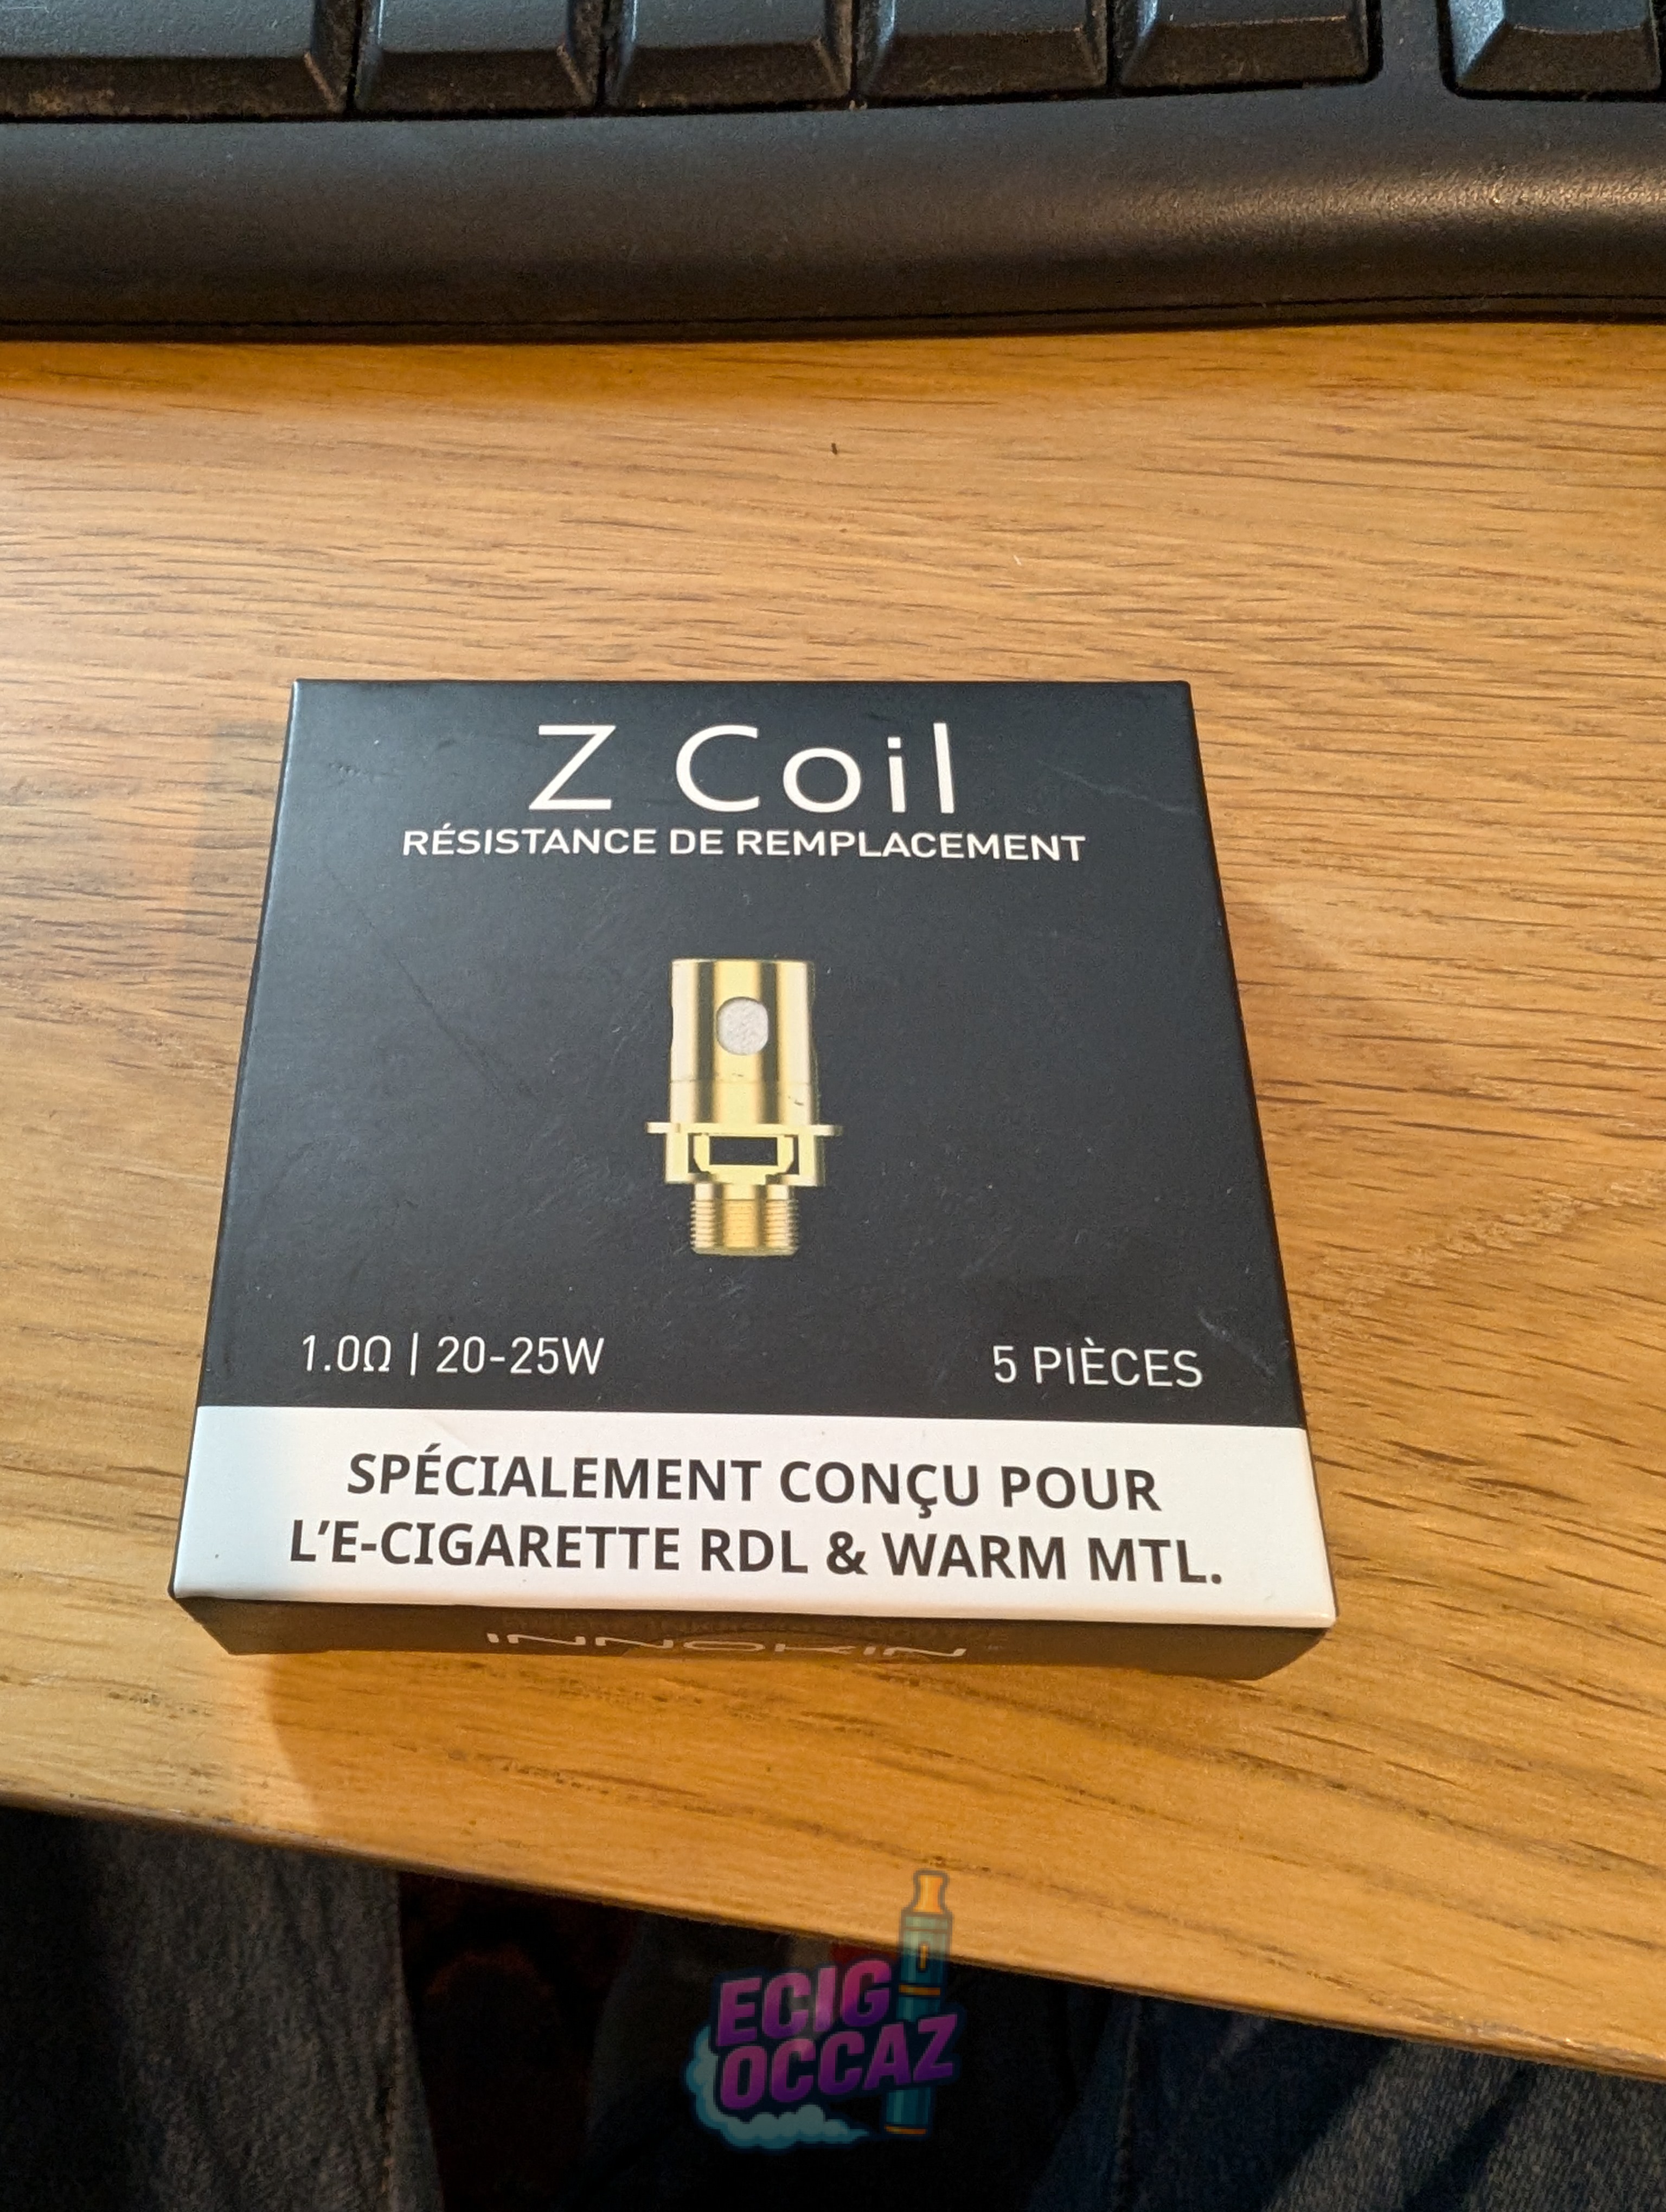 Z Coil
RÉSISTANCE DE REMPLACEMENT
1.0Ω | 20-25W
5 PIÈCES
SPÉCIALEMENT CONÇU POUR
L'E-CIGARETTE RDL & WARM MTL.
INNOKIN
ECIG
OCCAZ